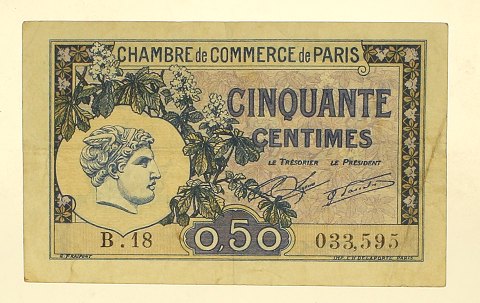 CHAMBRE de COMMERCE de PARIS
CINQUANTE
CENTIMES
LE TRÉSORIER LE PRÉSIDENT
B.18 0,50 033,595